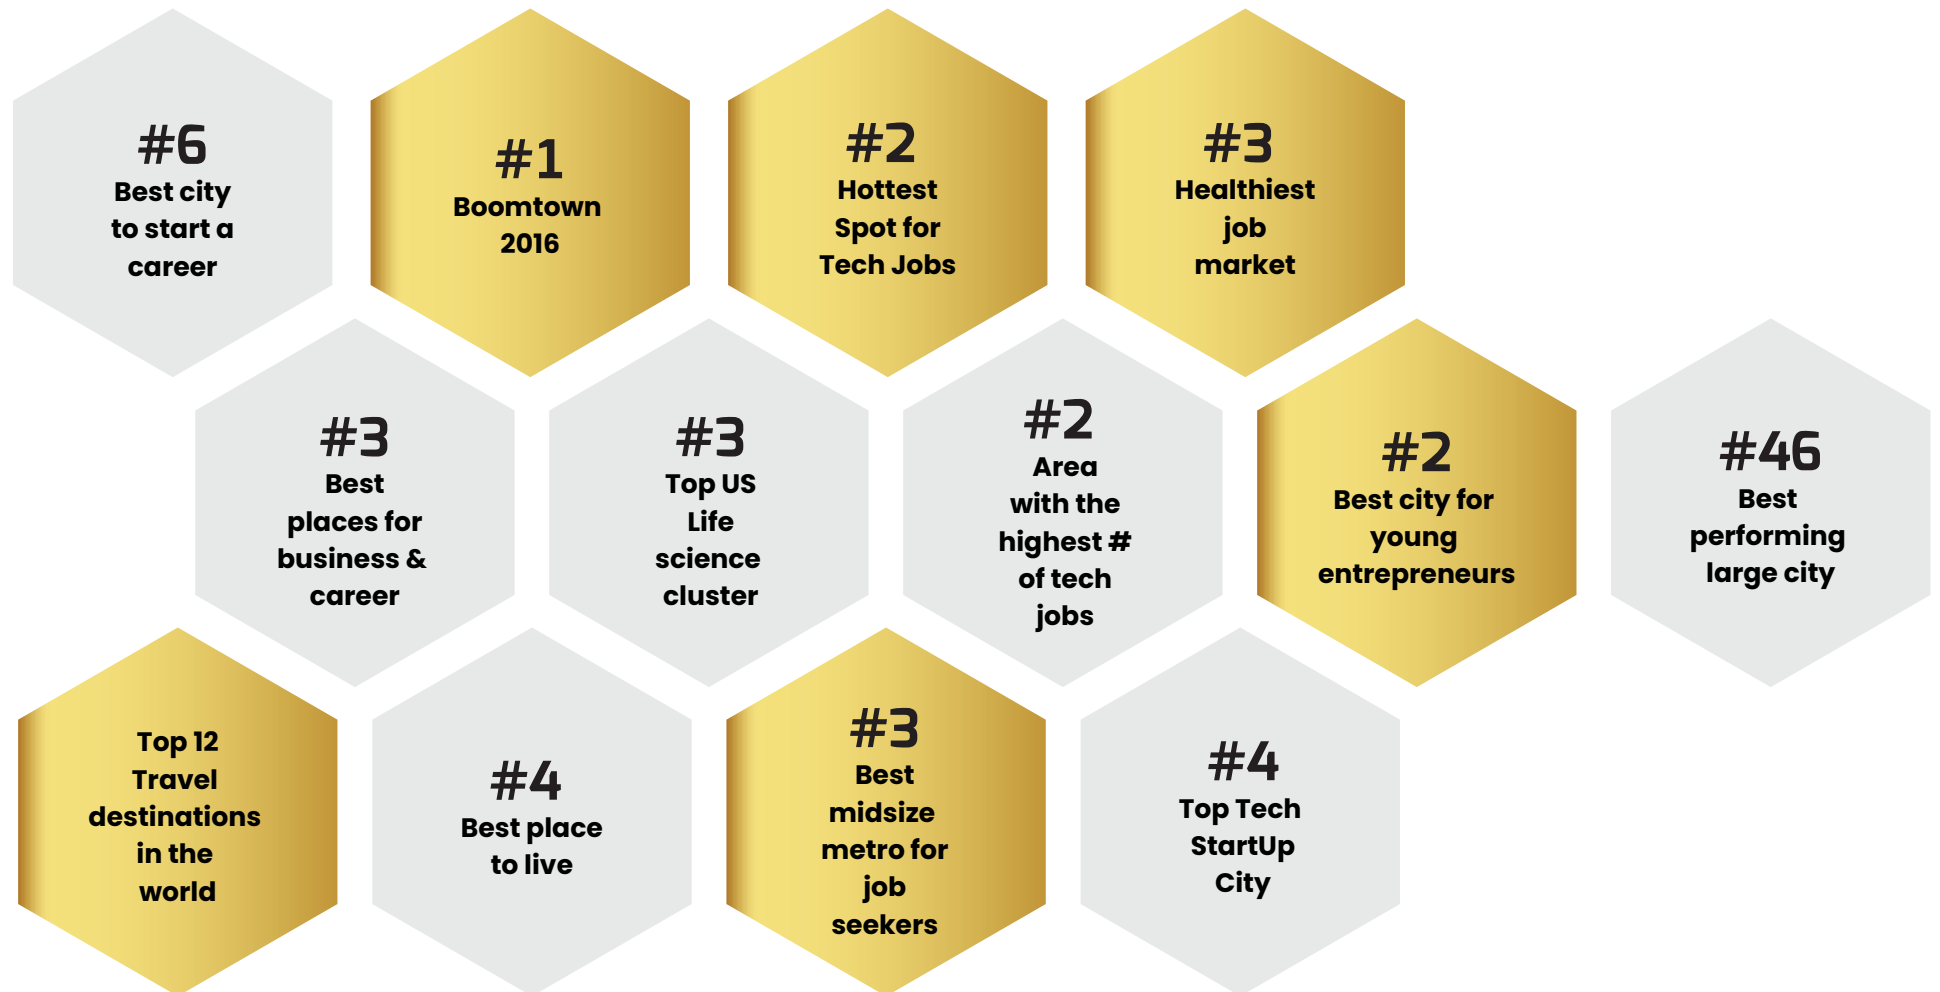 #6
Best city
to start a
career
#1
Boomtown
2016
#2
Hottest
Spot for
Tech Jobs
#3
Healthiest
job
market
#3
Best
places for
business &
career
#3
Top US
Life
science
cluster
#2
Area
with the
highest #
of tech
jobs
#2
Best city for
young
entrepreneurs
#46
Best
performing
large city
Top 12
Travel
destinations
in the
world
#4
Best place
to live
#3
Best
midsize
metro for
job
seekers
#4
Top Tech
StartUp
City